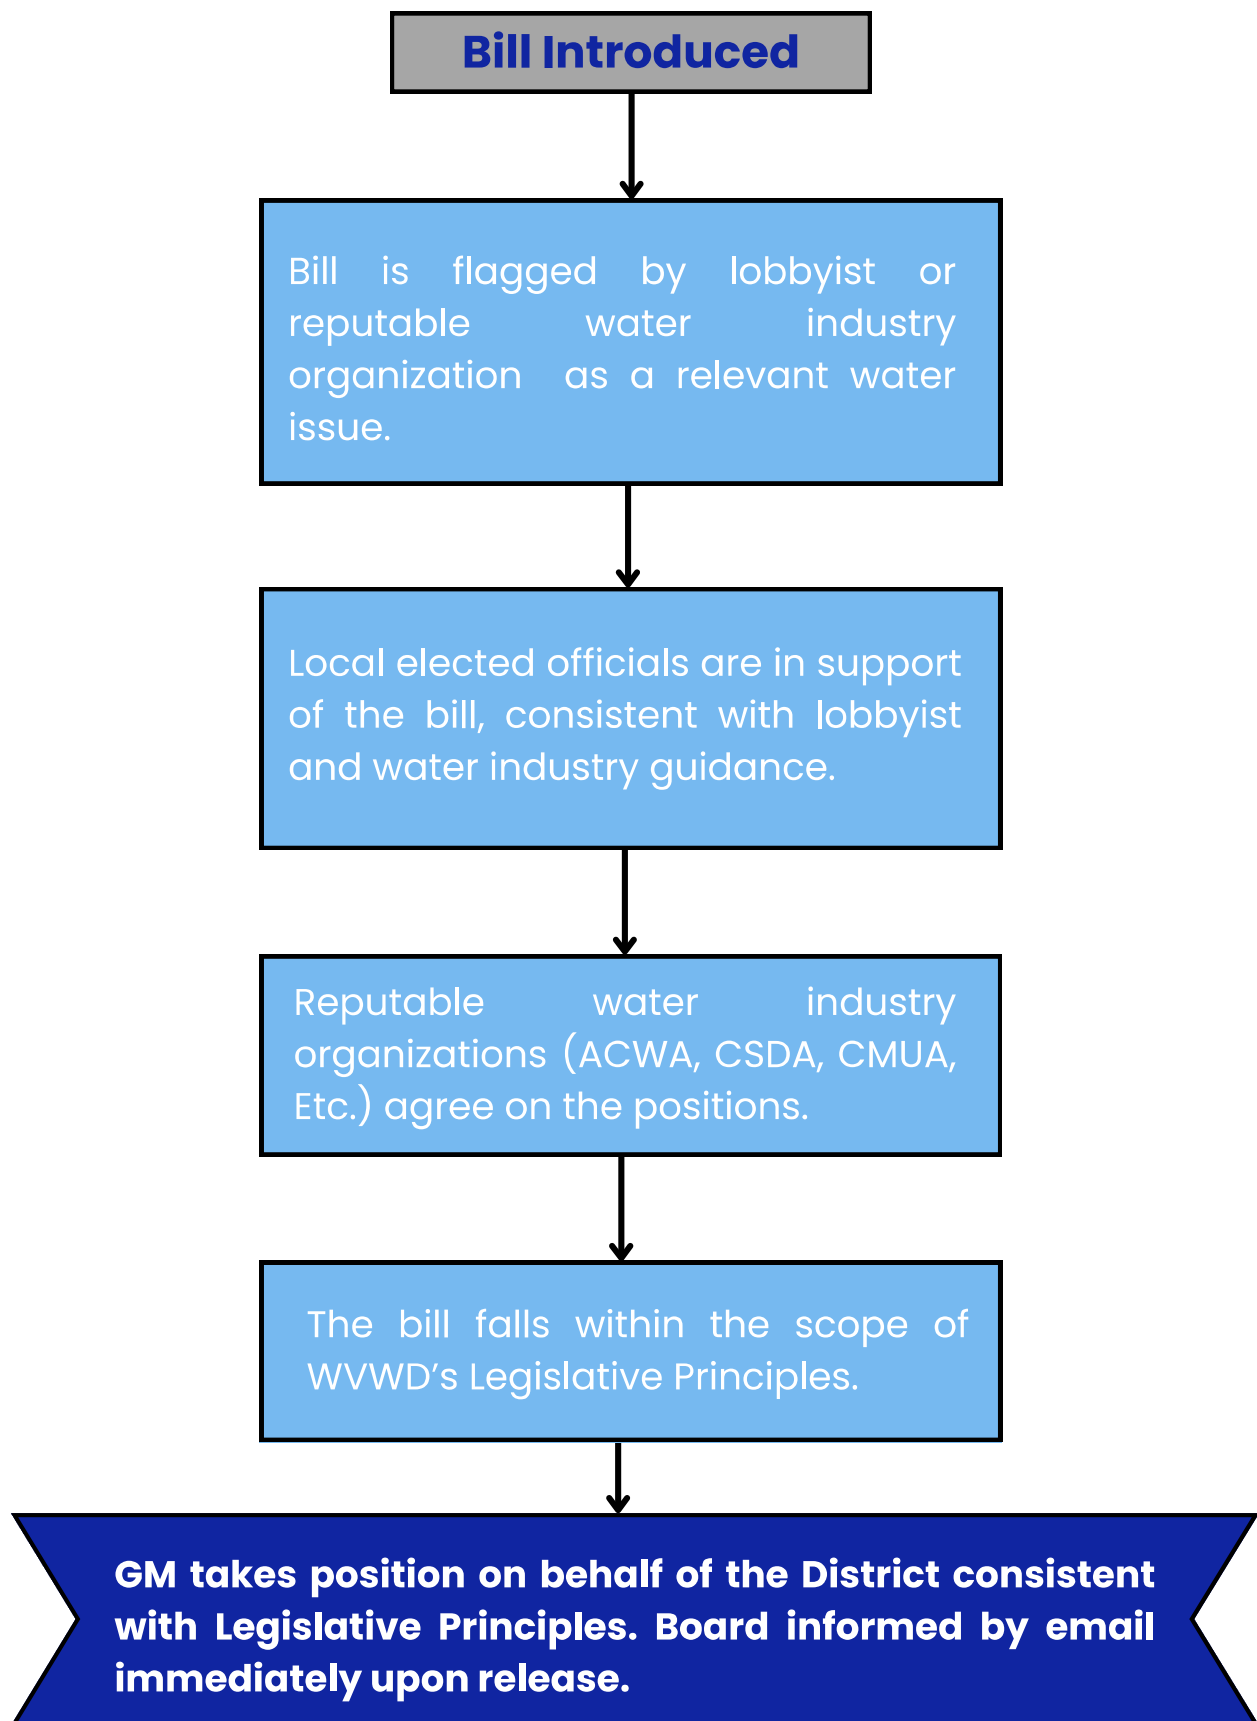 Bill Introduced
Bill is flagged by lobbyist or
reputable water industry
organization as a relevant water
issue.
Local elected officials are in support
of the bill, consistent with lobbyist
and water industry guidance.
Reputable water industry
organizations (ACWA, CSDA, CMUA,
Etc.) agree on the positions.
The bill falls within the scope of
WVWD’s Legislative Principles.
GM takes position on behalf of the District consistent
with Legislative Principles. Board informed by email
immediately upon release.